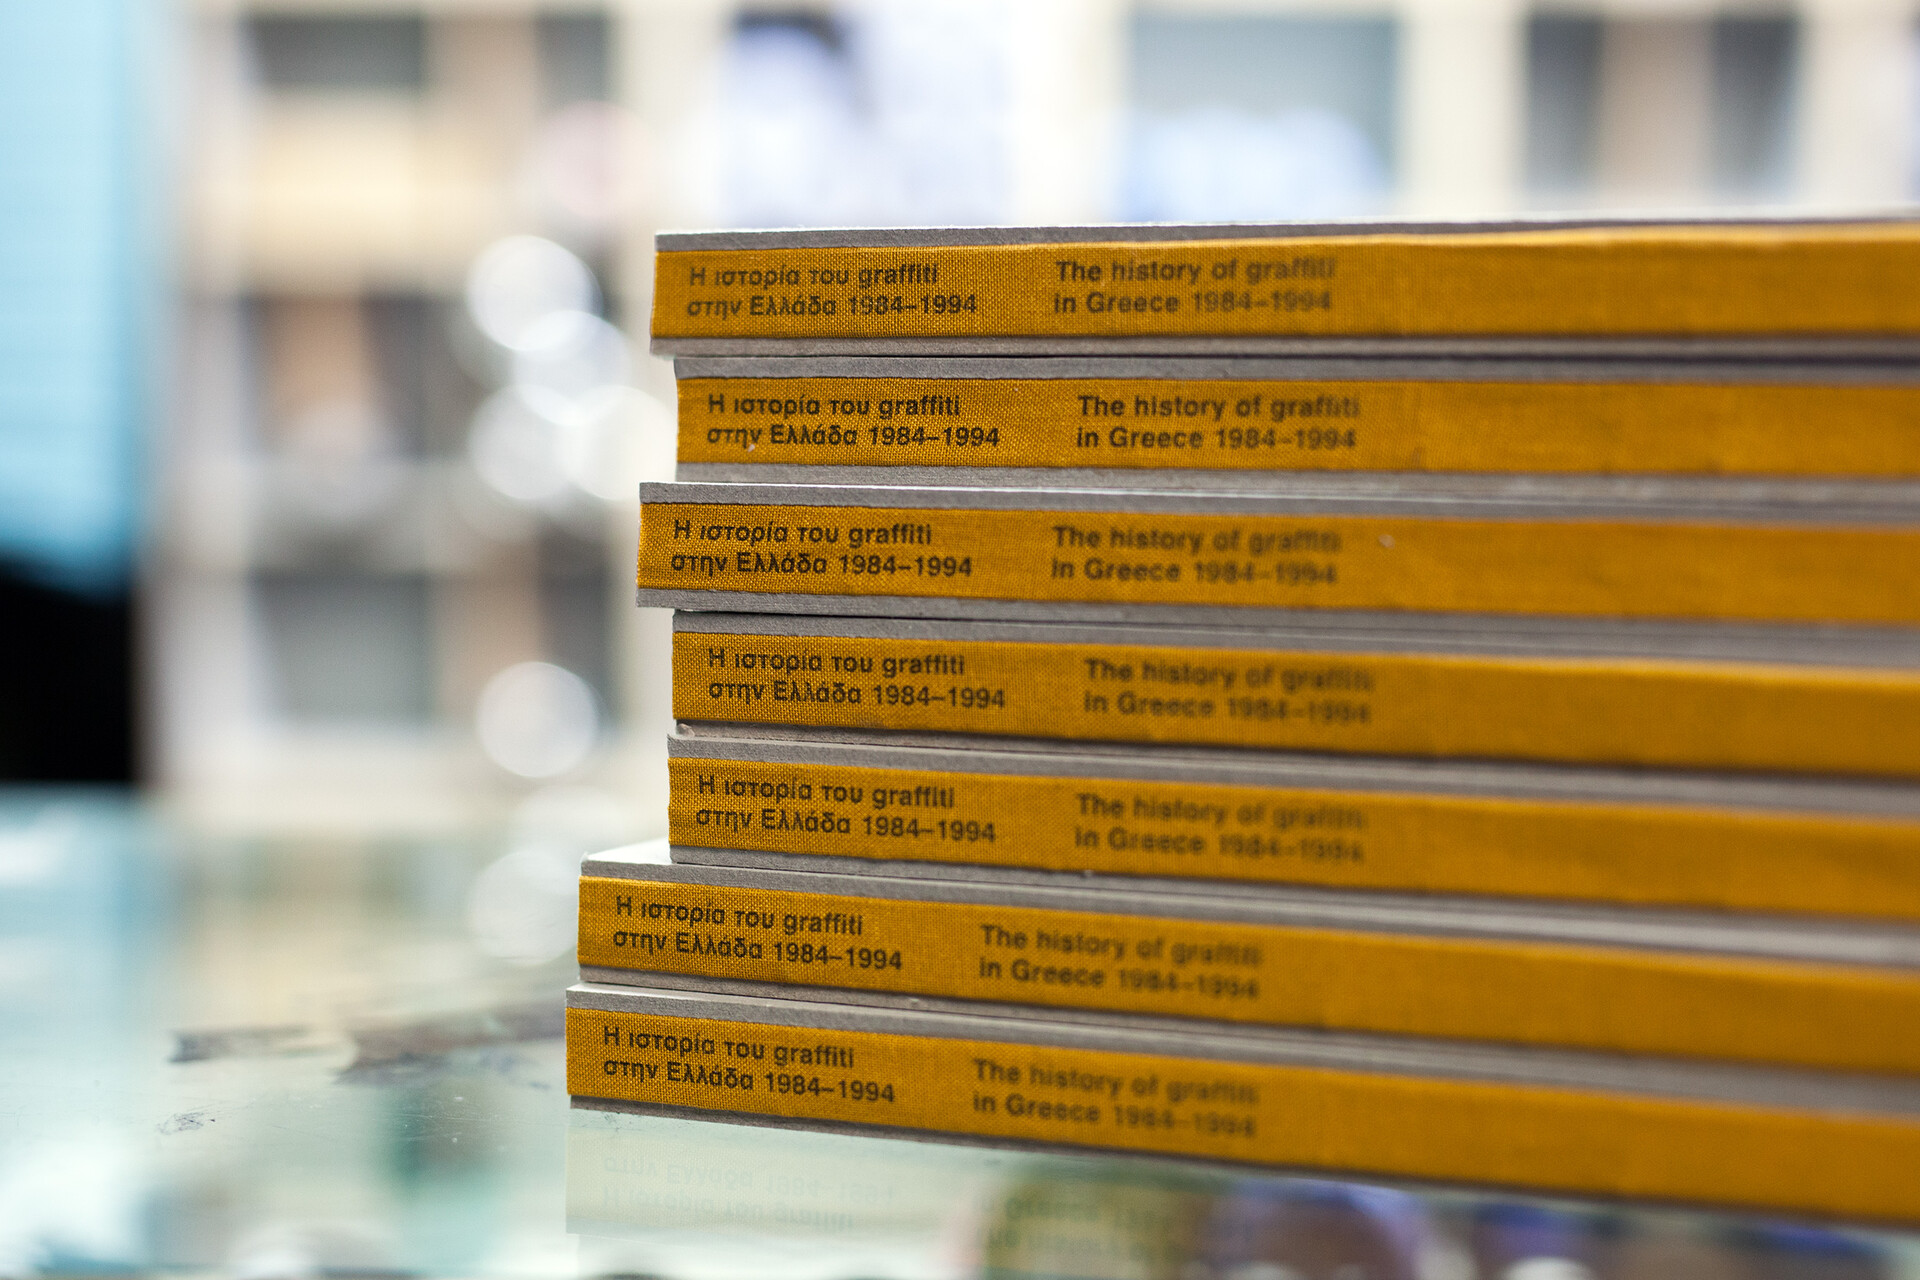 Η ιστορία του graffiti
στην Ελλάδα 1984–1994
The history of graffiti
in Greece 1984–1994
Η ιστορία του graffiti
στην Ελλάδα 1984–1994
The history of graffiti
in Greece 1984–1994
Η ιστορία του graffiti
στην Ελλάδα 1984–1994
The history of graffiti
in Greece 1984–1994
Η ιστορία του graffiti
στην Ελλάδα 1984–1994
The history of graffiti
in Greece 1984–1994
Η ιστορία του graffiti
στην Ελλάδα 1984–1994
The history of graffiti
in Greece 1984–1994
Η ιστορία του graffiti
στην Ελλάδα 1984–1994
The history of graffiti
in Greece 1984–1994
Η ιστορία του graffiti
στην Ελλάδα 1984–1994
The history of graffiti
in Greece 1984–1994